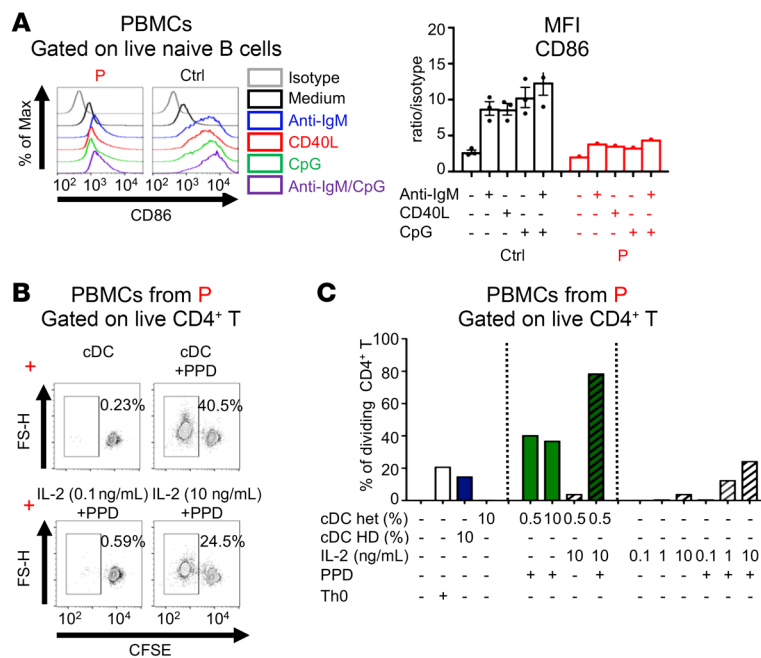 A
PBMCs
Gated on live naive B cells
P
Ctrl
% of Max
10² 10³ 10⁴
10² 10³ 10⁴
CD86
Isotype
Medium
Anti-IgM
CD40L
CpG
Anti-IgM/CpG
MFI
CD86
ratio/isotype
20
15
10
5
0
Anti-IgM - + - - + - + - - +
CD40L - - + - - - - + - -
CpG - - - + + - - - + +
Ctrl
P
B
PBMCs from P
Gated on live CD4⁺ T
+
cDC
cDC
+PPD
FS-H
0.23%
40.5%
+
IL-2 (0.1 ng/mL)
+PPD
IL-2 (10 ng/mL)
+PPD
FS-H
0.59%
24.5%
10² 10⁴
10² 10⁴
CFSE
C
PBMCs from P
Gated on live CD4⁺ T
% of dividing CD4⁺ T
100
80
60
40
20
0
cDC het (%) - - - 10 0.5 10 0.5 0.5 - - - - - -
cDC HD (%) - - 10 - - - - - - - - - - -
IL-2 (ng/mL) - - - - - - 10 10 0.1 1 10 0.1 1 10
PPD - - - - + + - + - - - + + +
Th0 - + - - - - - - - - - - - -